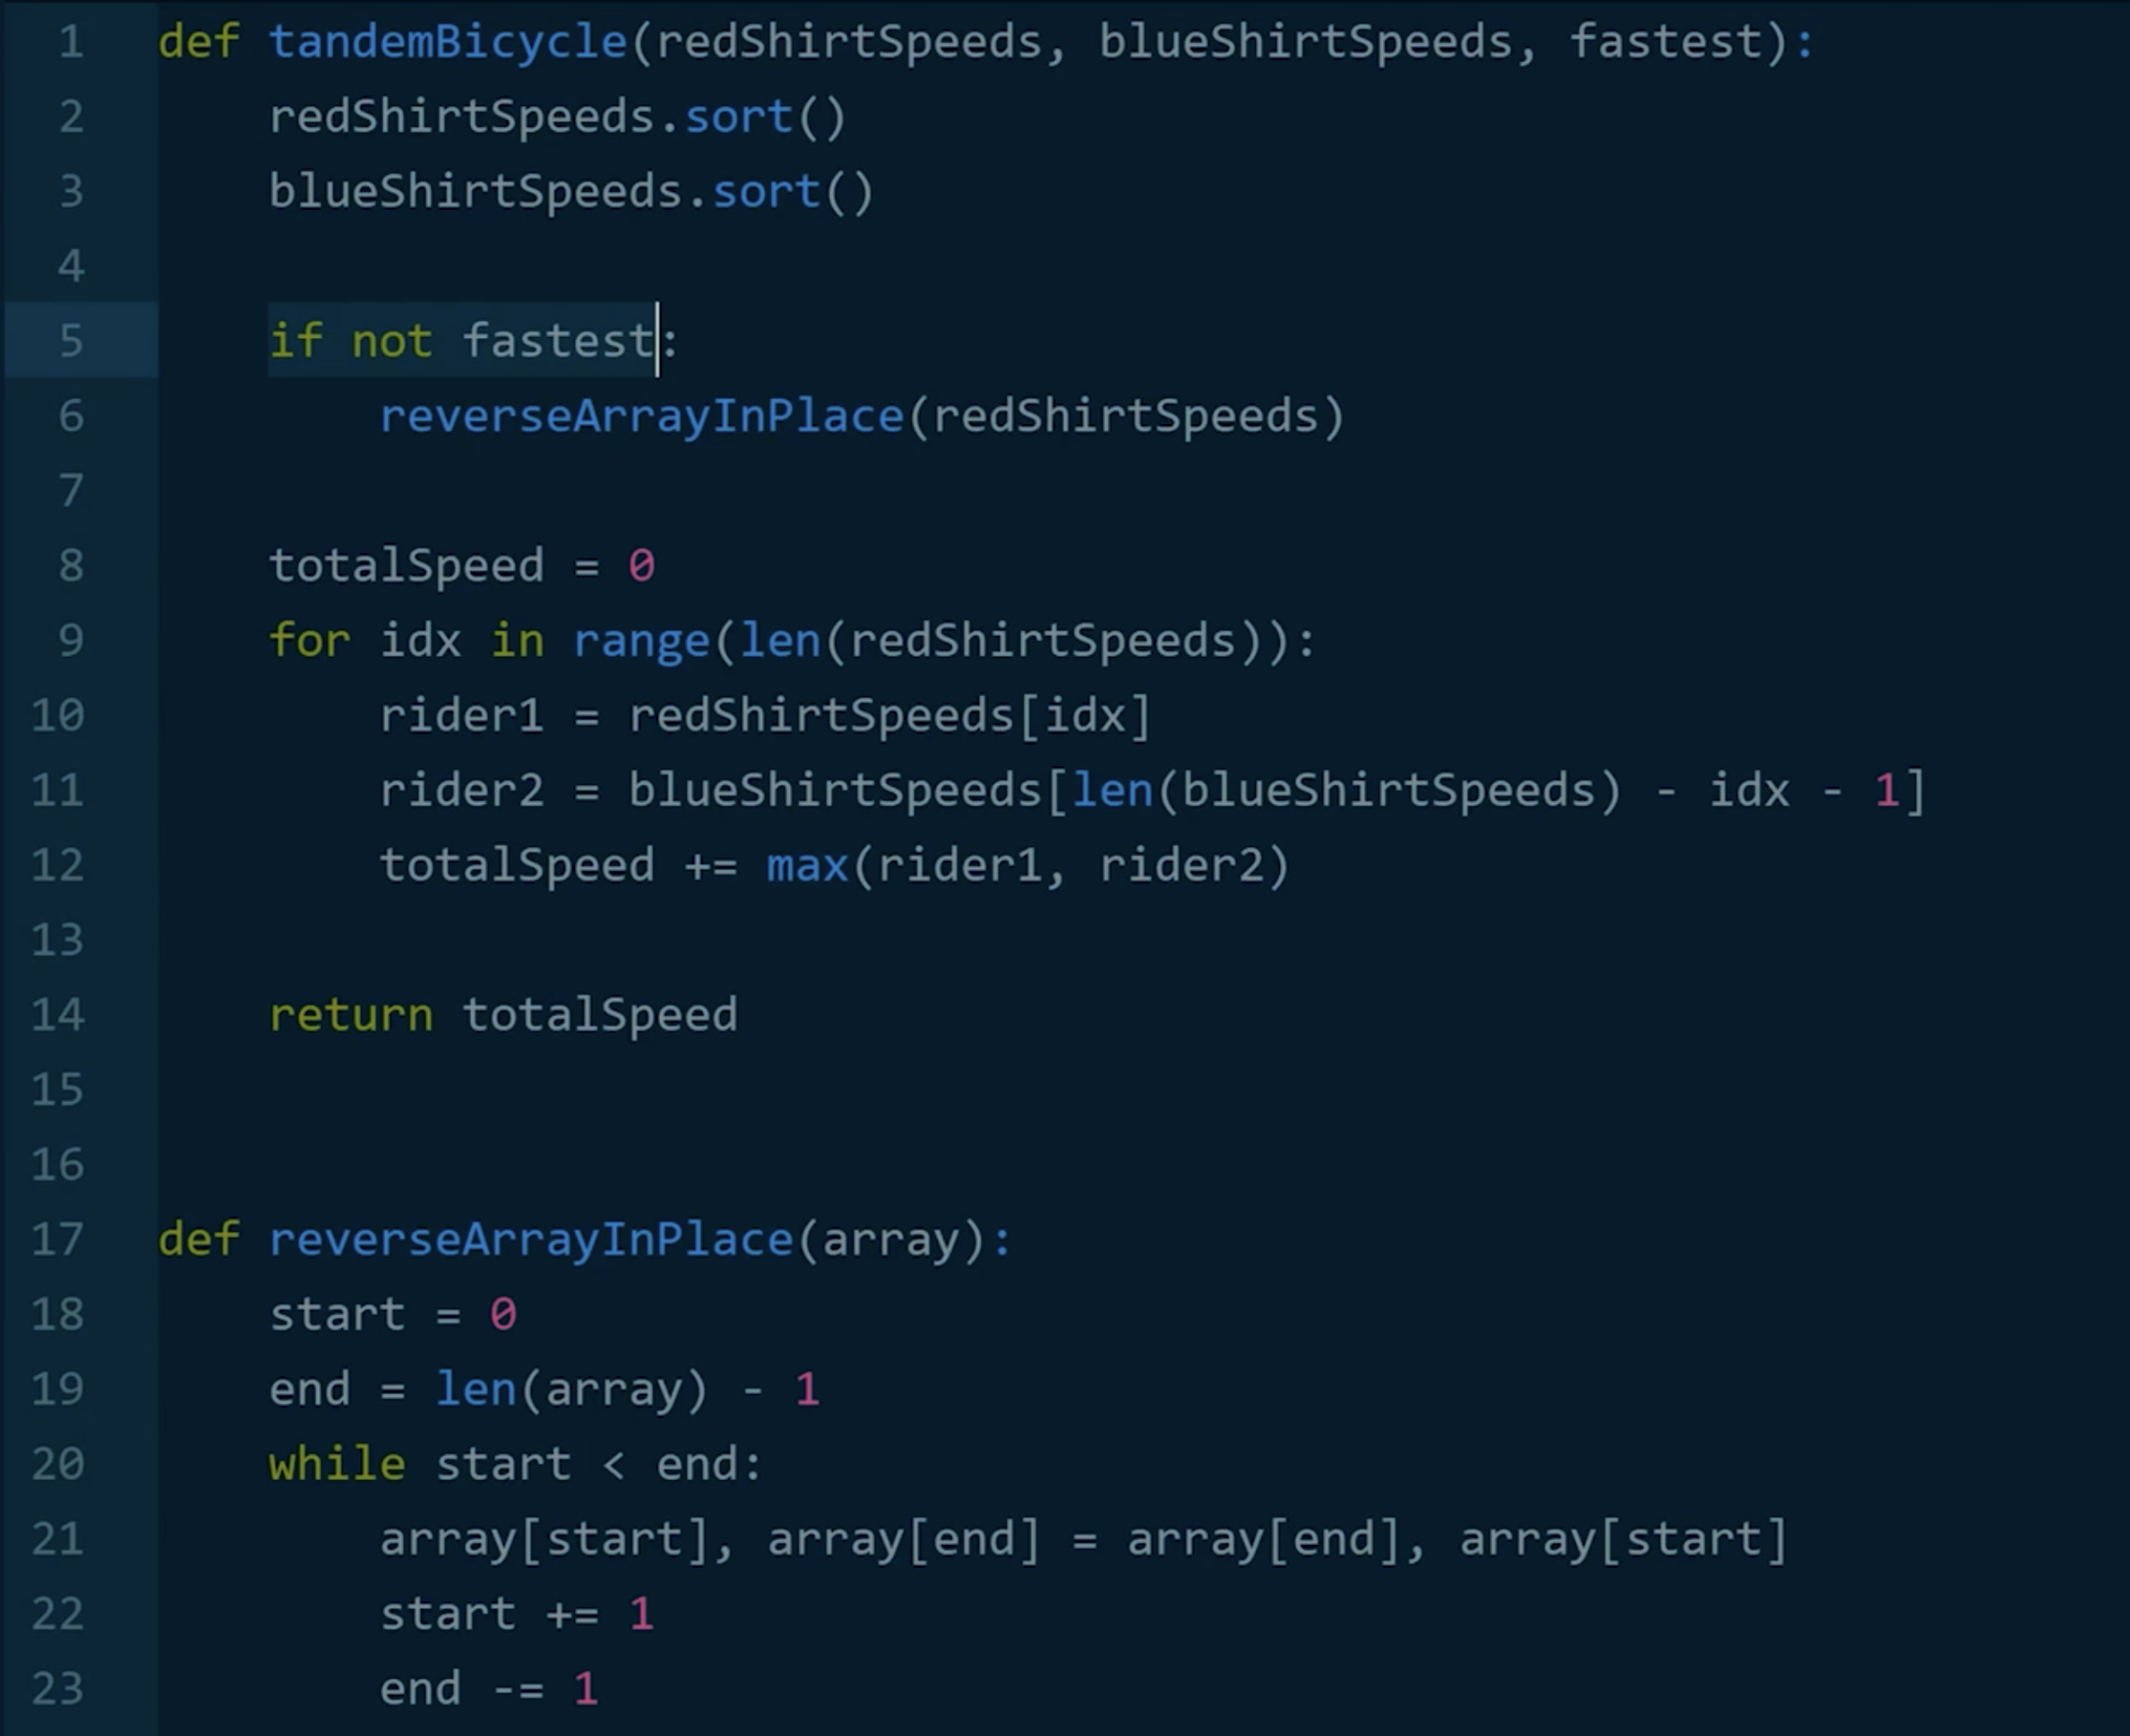 1 def tandemBicycle(redShirtSpeeds, blueShirtSpeeds, fastest):
2     redShirtSpeeds.sort()
3     blueShirtSpeeds.sort()
4
5     if not fastest:
6         reverseArrayInPlace(redShirtSpeeds)
7
8     totalSpeed = 0
9     for idx in range(len(redShirtSpeeds)):
10         rider1 = redShirtSpeeds[idx]
11         rider2 = blueShirtSpeeds[len(blueShirtSpeeds) - idx - 1]
12         totalSpeed += max(rider1, rider2)
13
14     return totalSpeed
15
16
17 def reverseArrayInPlace(array):
18     start = 0
19     end = len(array) - 1
20     while start < end:
21         array[start], array[end] = array[end], array[start]
22         start += 1
23         end -= 1